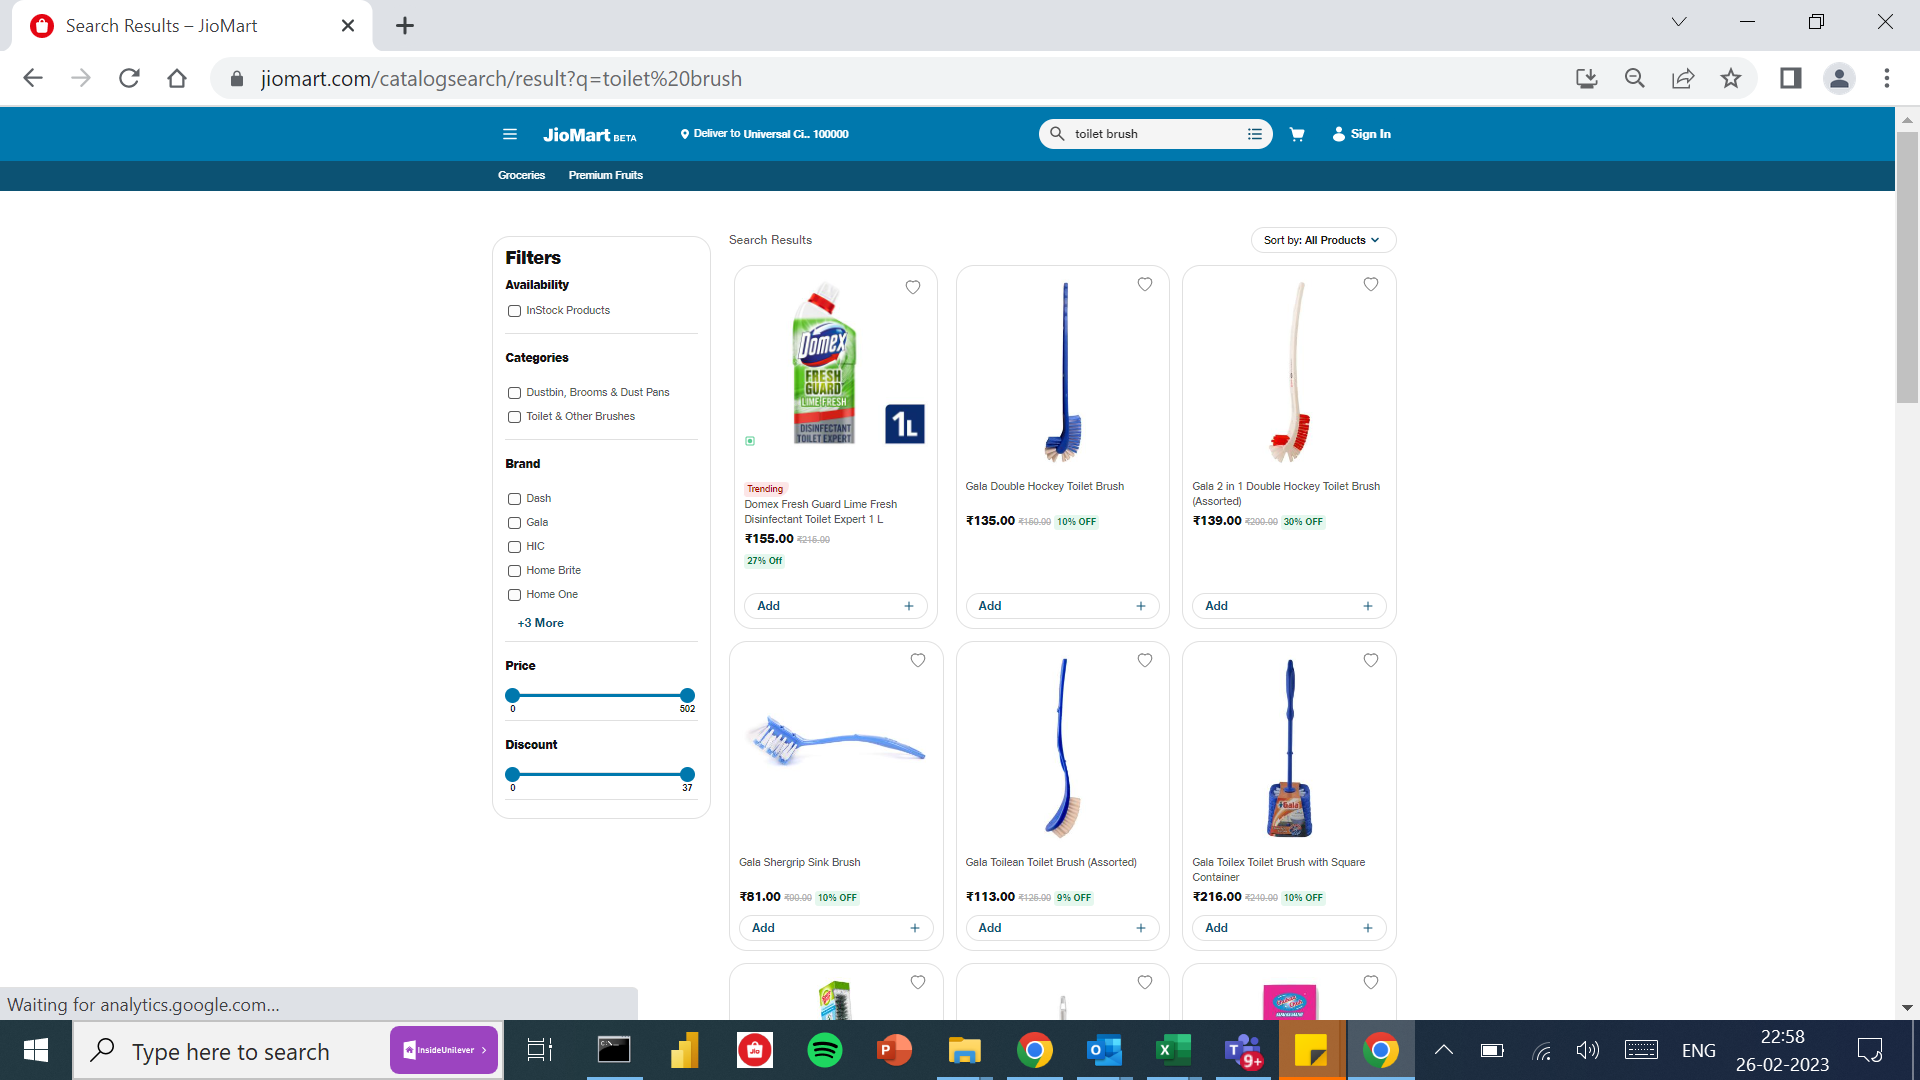 Search Results – JioMart
jiomart.com/catalogsearch/result?q=toilet%20brush
JioMart BETA
Deliver to Universal Ci.. 100000
toilet brush
Sign In
Groceries
Premium Fruits
Filters
Availability
InStock Products
Categories
Dustbin, Brooms & Dust Pans
Toilet & Other Brushes
Brand
Dash
Gala
HIC
Home Brite
Home One
+3 More
Price
0
502
Discount
0
37
Search Results
Sort by: All Products
Domex
FRESH
GUARD
LIME FRESH
DISINFECTANT
TOILET EXPERT
1L
Trending
Domex Fresh Guard Lime Fresh
Disinfectant Toilet Expert 1 L
₹155.00 ₹215.00
27% Off
Add +
Gala Double Hockey Toilet Brush
₹135.00 ₹150.00 10% OFF
Add +
Gala 2 in 1 Double Hockey Toilet Brush
(Assorted)
₹139.00 ₹200.00 30% OFF
Add +
Gala Shergrip Sink Brush
₹81.00 ₹90.00 10% OFF
Add +
Gala Toilean Toilet Brush (Assorted)
₹113.00 ₹125.00 9% OFF
Add +
Gala
Gala Toilex Toilet Brush with Square
Container
₹216.00 ₹240.00 10% OFF
Add +
Waiting for analytics.google.com...
Type here to search
InsideUnilever
Jio
9+
ENG
22:58
26-02-2023